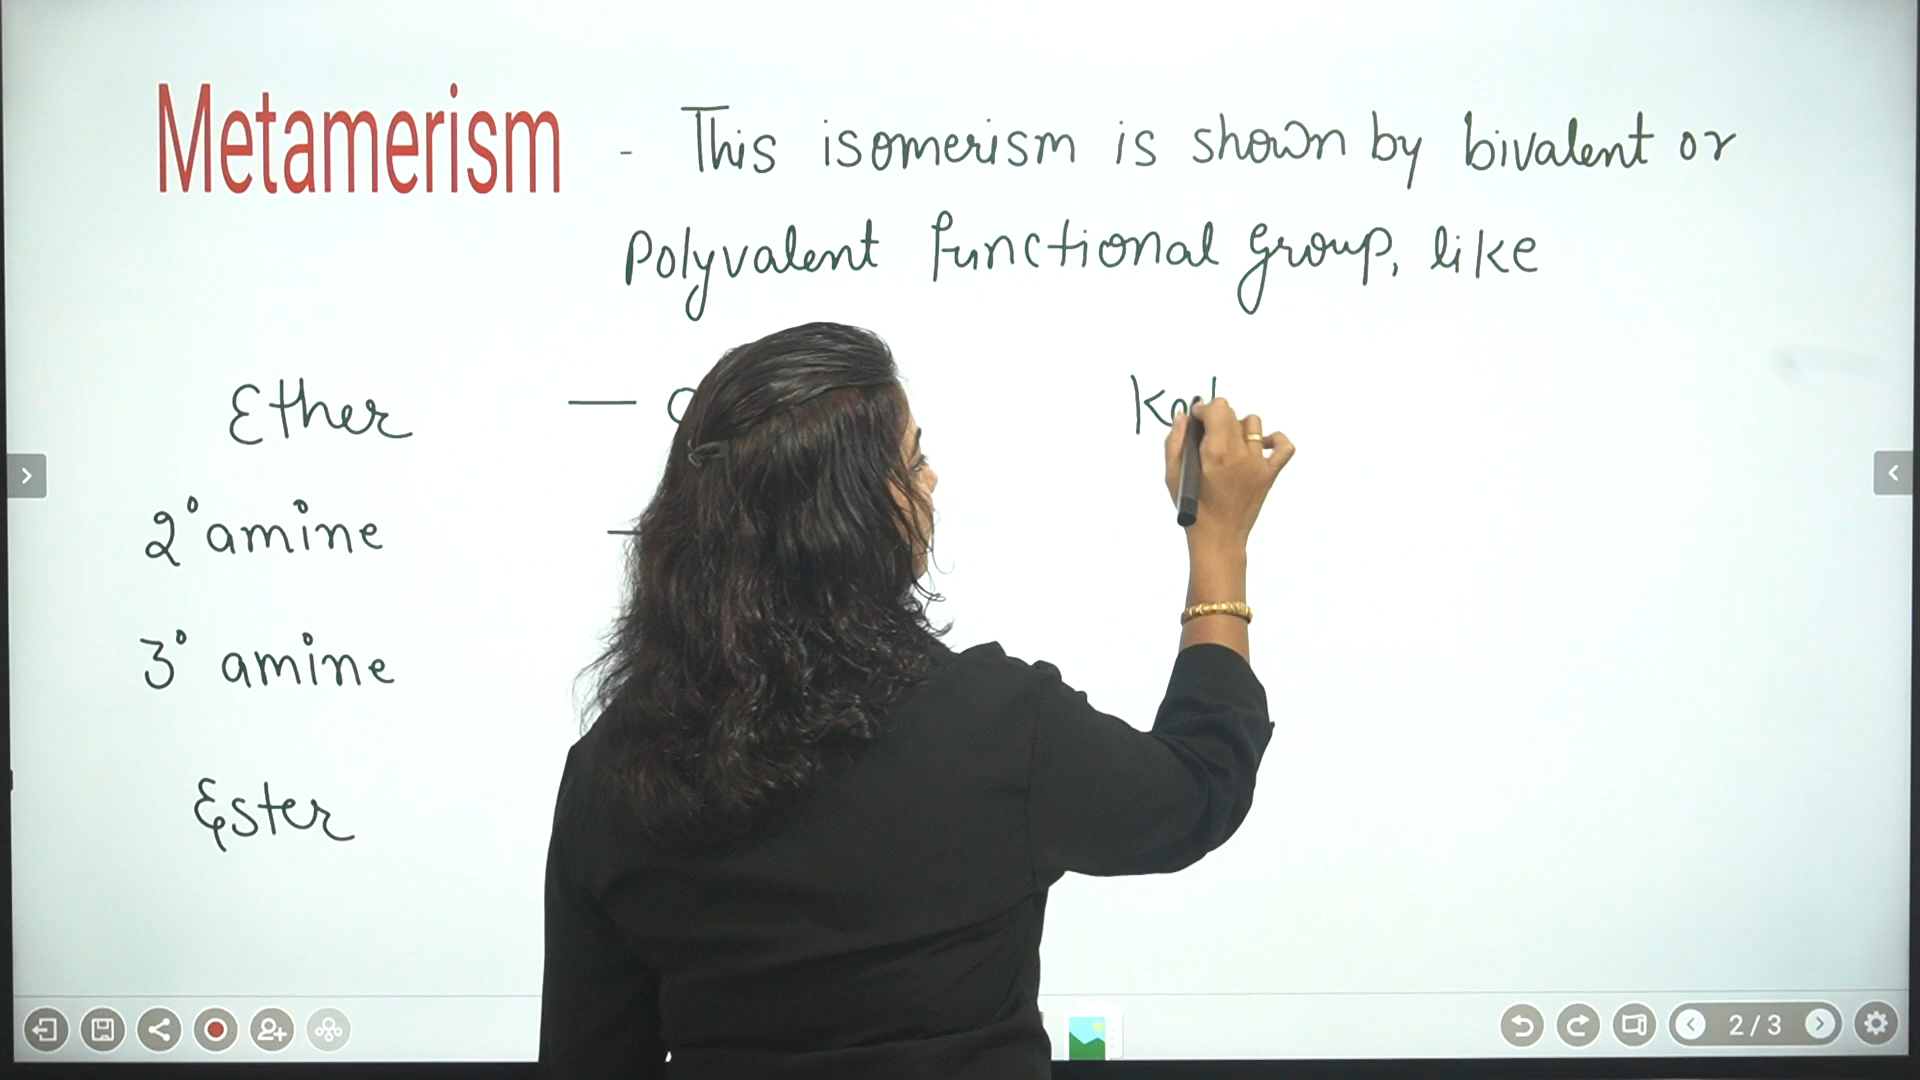 Metamerism - This isomerism is shown by bivalent or
Polyvalent functional group, like
Ether —
2° amine —
3° amine
Ester
2 / 3